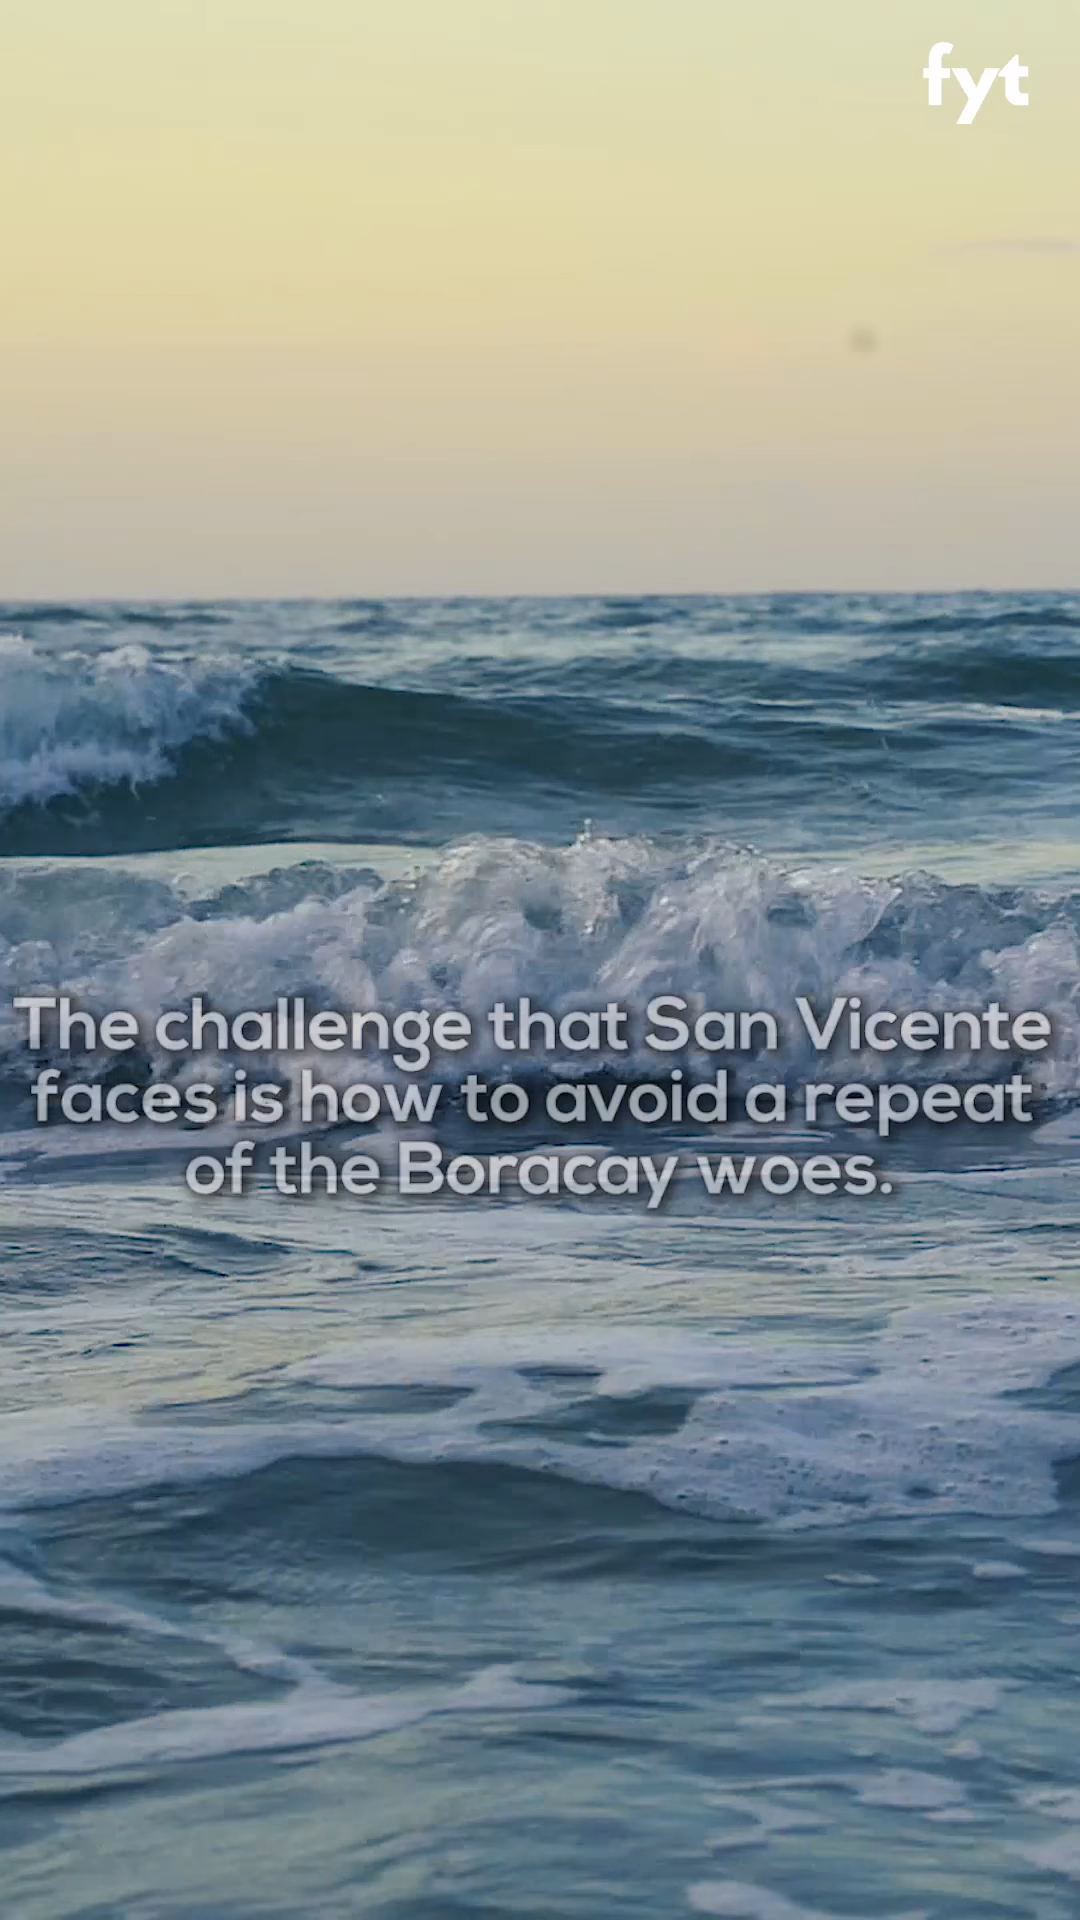 fyt
The challenge that San Vicente
faces is how to avoid a repeat
of the Boracay woes.